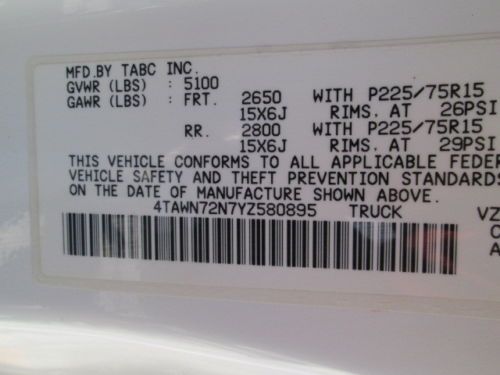 MFD.BY TABC INC.
GVWR (LBS) : 5100
GAWR (LBS) : FRT. 2650 WITH P225/75R15
15X6J RIMS. AT 26PSI
RR. 2800 WITH P225/75R15
15X6J RIMS. AT 29PSI
THIS VEHICLE CONFORMS TO ALL APPLICABLE FEDER
VEHICLE SAFETY AND THEFT PREVENTION STANDARDS
ON THE DATE OF MANUFACTURE SHOWN ABOVE.
4TAWN72N7YZ580895 TRUCK VZ
C
A